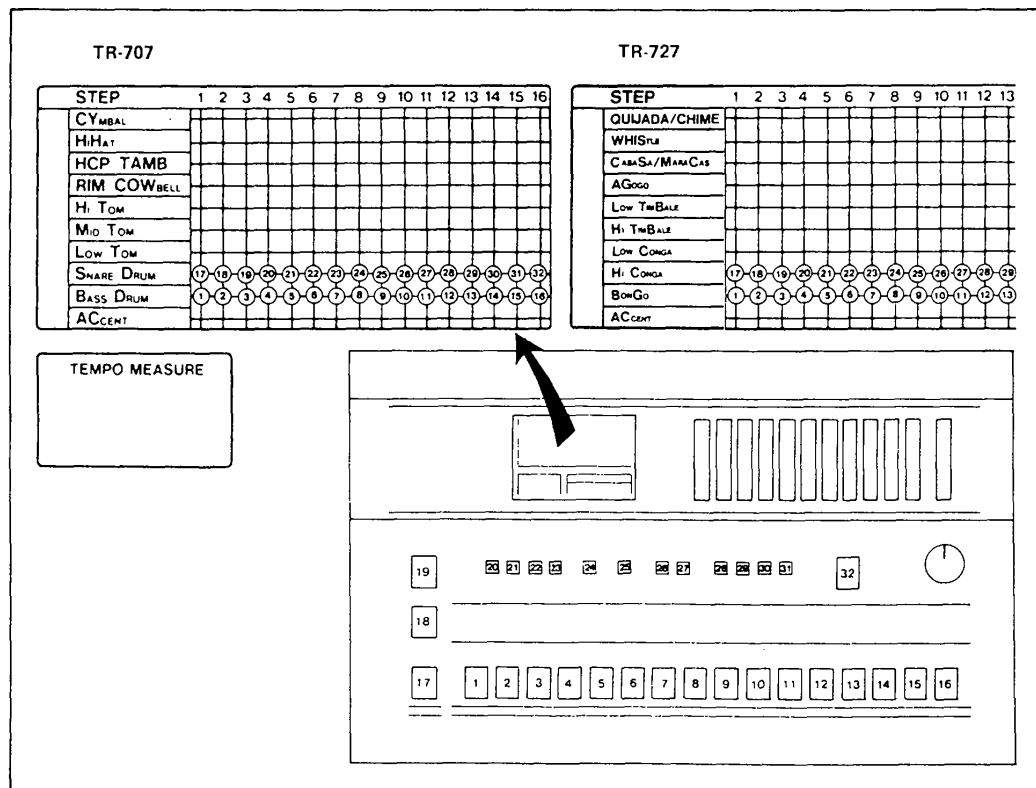 TR-707
STEP 1 2 3 4 5 6 7 8 9 10 11 12 13 14 15 16
CYMBAL
HiHAT
HCP TAMB
RIM COWBELL
Hi TOM
MID TOM
LOW TOM
SNARE DRUM 17 18 19 20 21 22 23 24 25 26 27 28 29 30 31 32
BASS DRUM 1 2 3 4 5 6 7 8 9 10 11 12 13 14 15 16
ACCENT
TR-727
STEP 1 2 3 4 5 6 7 8 9 10 11 12 13
QUIJADA/CHIME
WHISTLE
CABASA/MARACAS
AGOGO
LOW TIMBALE
HI TIMBALE
LOW CONGA
HI CONGA 17 18 19 20 21 22 23 24 25 26 27 28 29
BONGO 1 2 3 4 5 6 7 8 9 10 11 12 13
ACCENT
TEMPO MEASURE
19 20 21 22 23 24 25 26 27 28 29 30 31 32
18
17 1 2 3 4 5 6 7 8 9 10 11 12 13 14 15 16